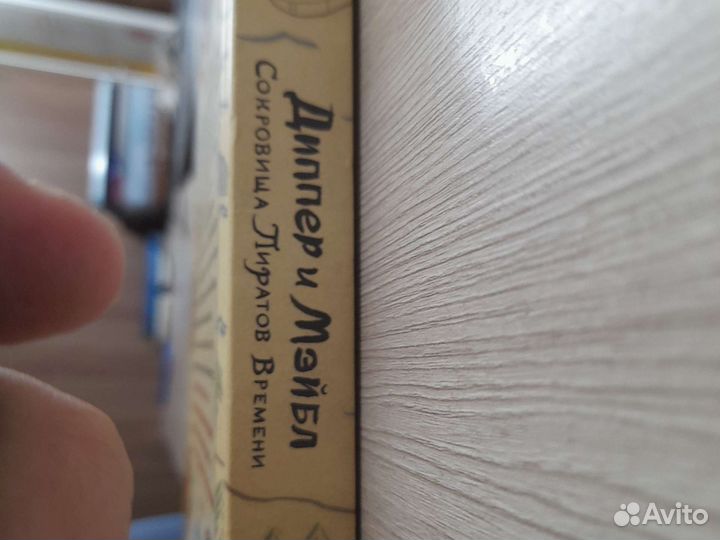 Диппер и Мэйбл
Сокровища Пиратов Времени
Avito